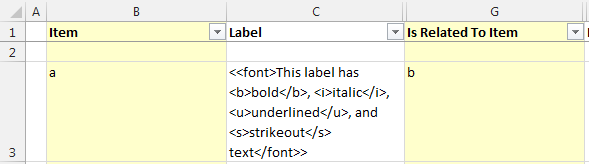 A B C G
1 Item Label Is Related To Item
2
a <<font>This label has b
<b>bold</b>, <i>italic</i>,
<u>underlined</u>, and
<s>strikeout</s>
3 text</font>>